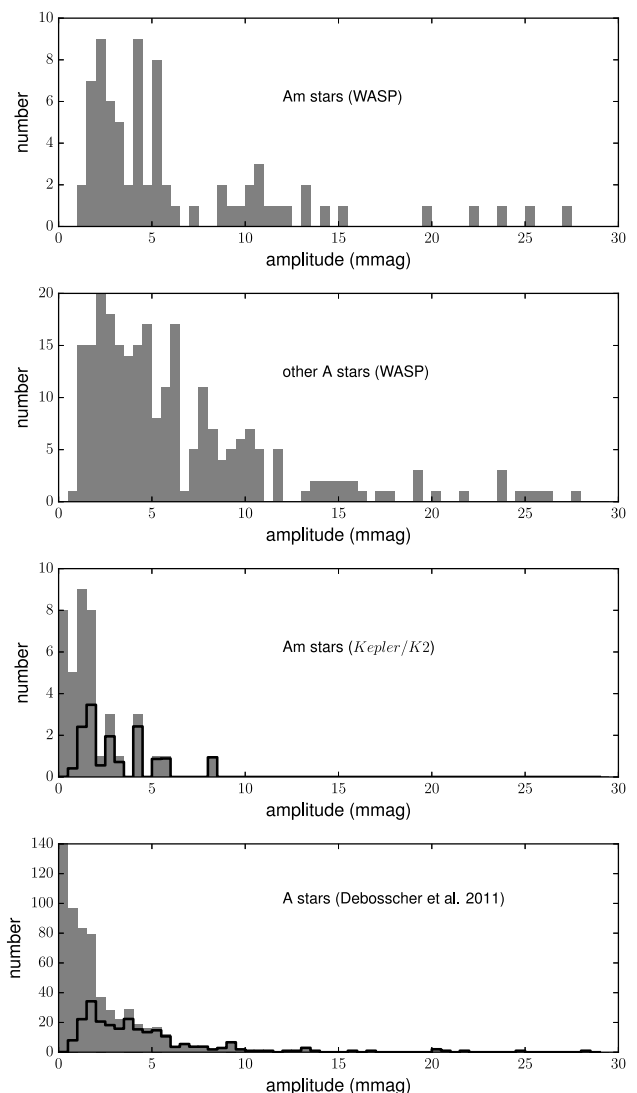 10
8
6
4
2
0
number
Am stars (WASP)
0 5 10 15 20 25 30
amplitude (mmag)
20
15
10
5
0
number
other A stars (WASP)
0 5 10 15 20 25 30
amplitude (mmag)
10
8
6
4
2
0
number
Am stars (Kepler/K2)
0 5 10 15 20 25 30
amplitude (mmag)
140
120
100
80
60
40
20
0
number
A stars (Debosscher et al. 2011)
0 5 10 15 20 25 30
amplitude (mmag)